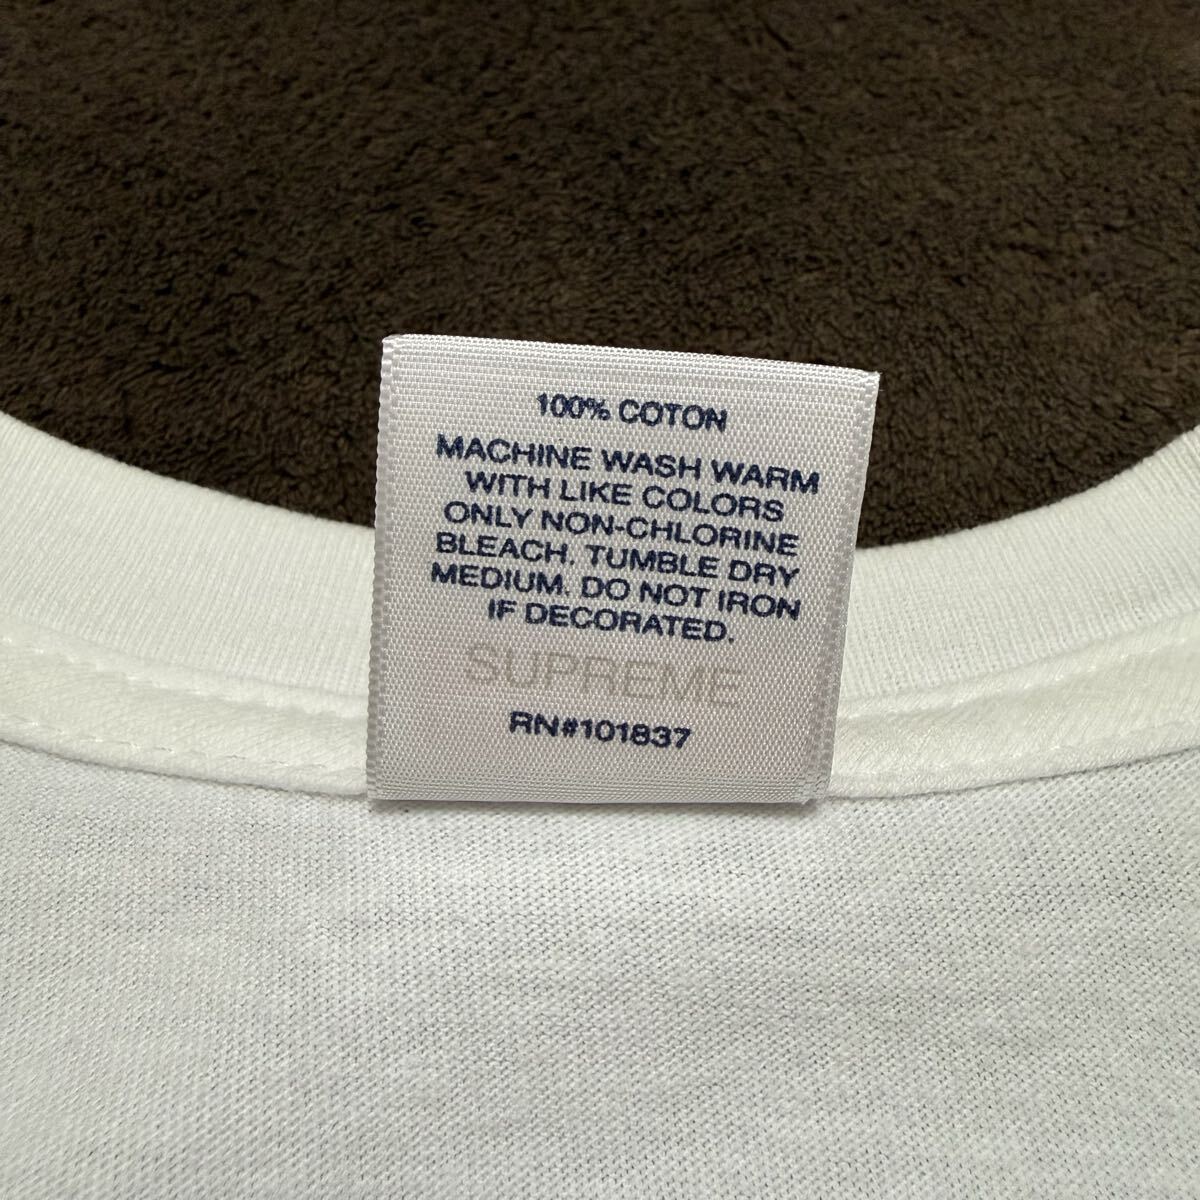 100% COTON
MACHINE WASH WARM
WITH LIKE COLORS
ONLY NON-CHLORINE
BLEACH. TUMBLE DRY
MEDIUM. DO NOT IRON
IF DECORATED.
SUPREME
RN#101837